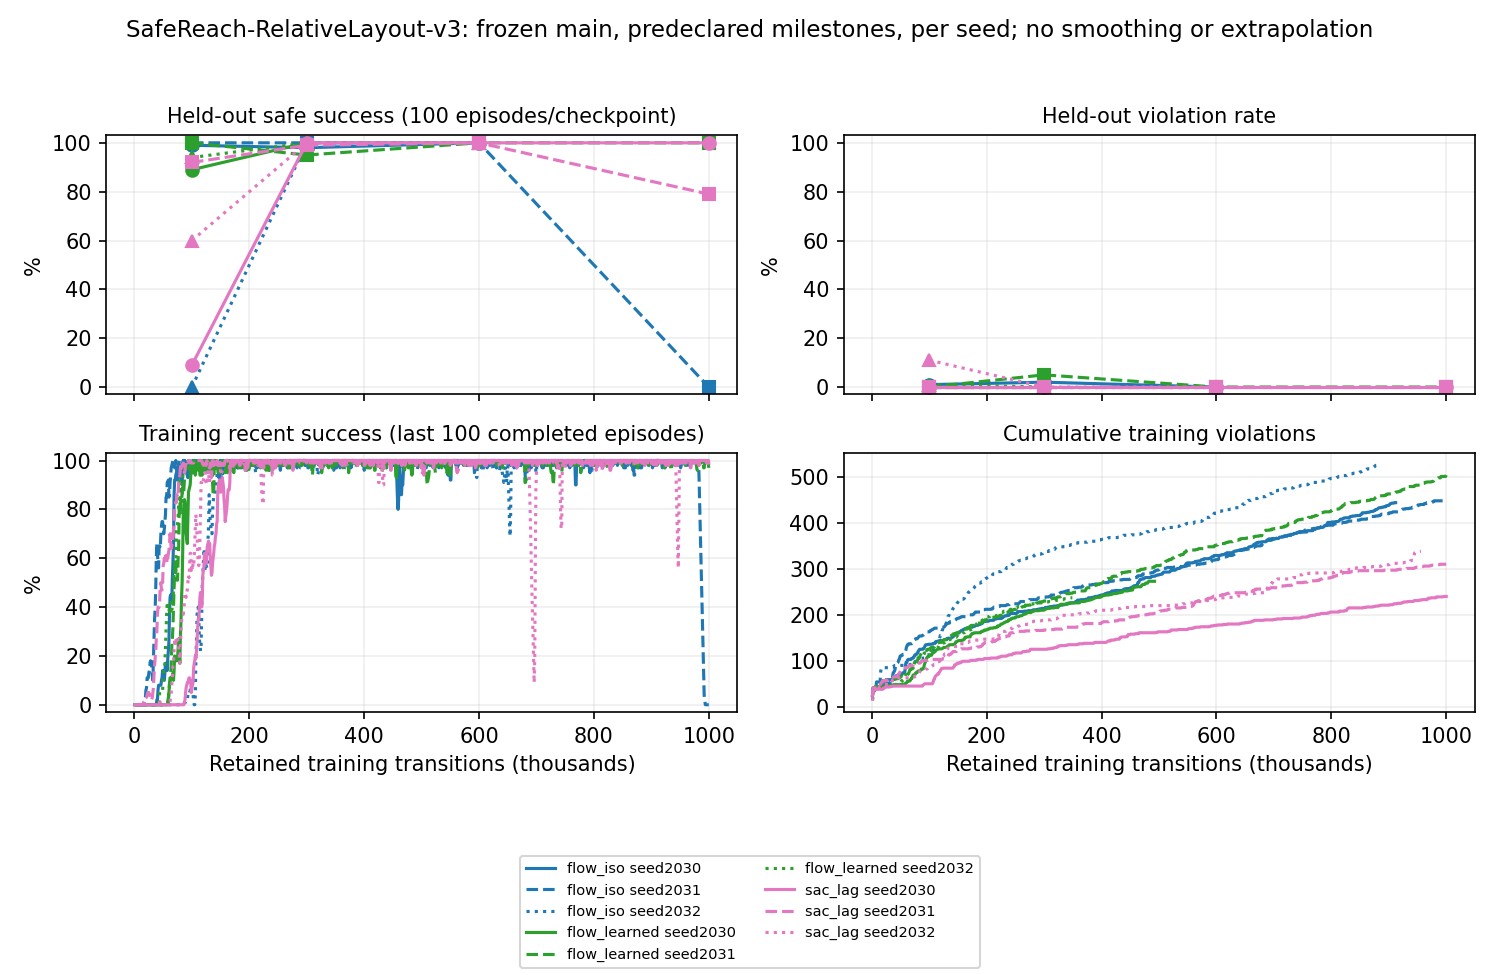 SafeReach-RelativeLayout-v3: frozen main, predeclared milestones, per seed; no smoothing or extrapolation
Held-out safe success (100 episodes/checkpoint)
%
100
80
60
40
20
0
Held-out violation rate
%
100
80
60
40
20
0
Training recent success (last 100 completed episodes)
%
100
80
60
40
20
0
0 200 400 600 800 1000
Retained training transitions (thousands)
Cumulative training violations
500
400
300
200
100
0
0 200 400 600 800 1000
Retained training transitions (thousands)
flow_iso seed2030
flow_iso seed2031
flow_iso seed2032
flow_learned seed2030
flow_learned seed2031
flow_learned seed2032
sac_lag seed2030
sac_lag seed2031
sac_lag seed2032